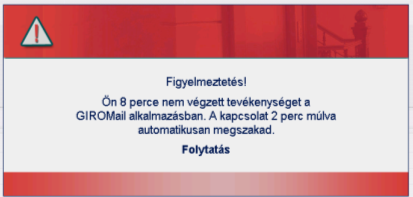 Figyelmeztetés!
Ön 8 perce nem végzett tevékenységet a
GIROMail alkalmazásban. A kapcsolat 2 perc múlva
automatikusan megszakad.
Folytatás